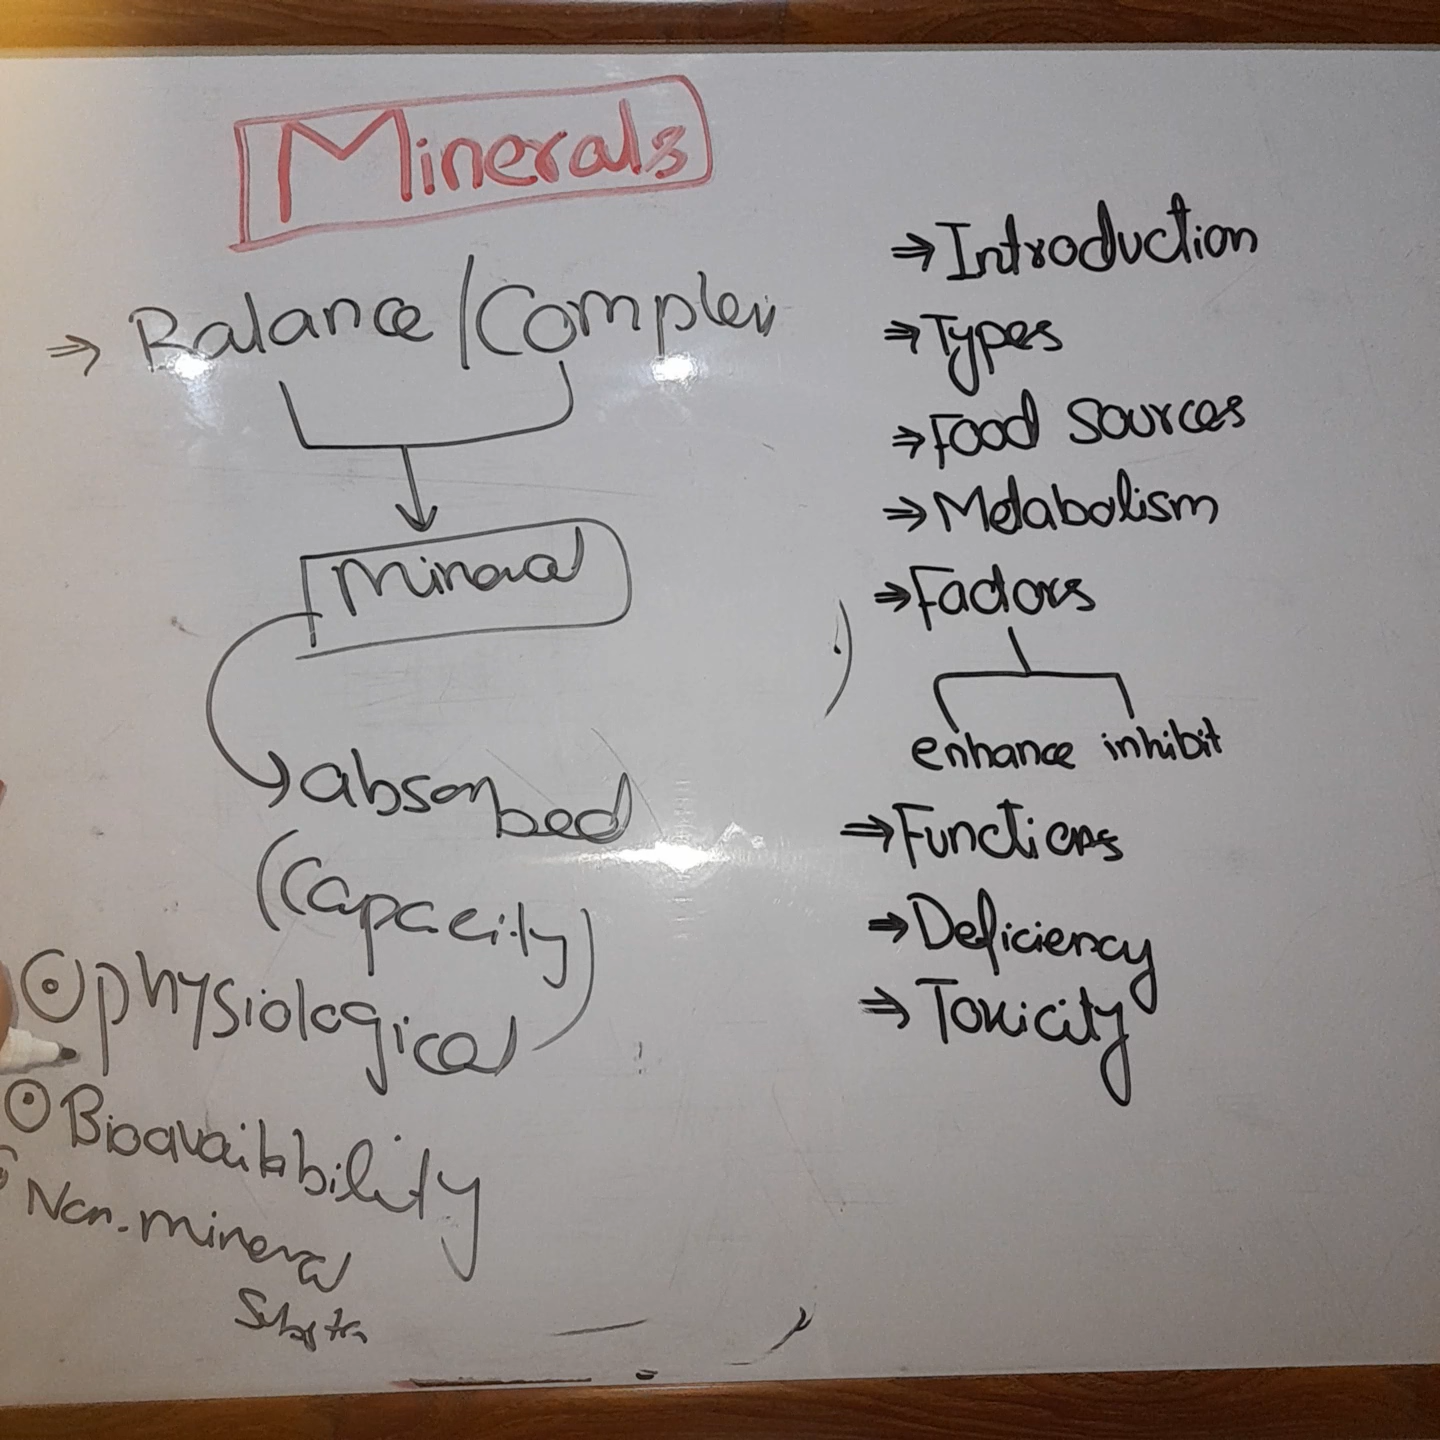 Minerals
⇒ Balance/Complex
Mineral
absorbed
(Capacity)
⊙ physiological
⊙ Bioavailability
Non-mineral
⇒ Introduction
⇒ Types
⇒ Food Sources
⇒ Metabolism
⇒ Factors
enhance inhibit
⇒ Functions
⇒ Deficiency
⇒ Toxicity